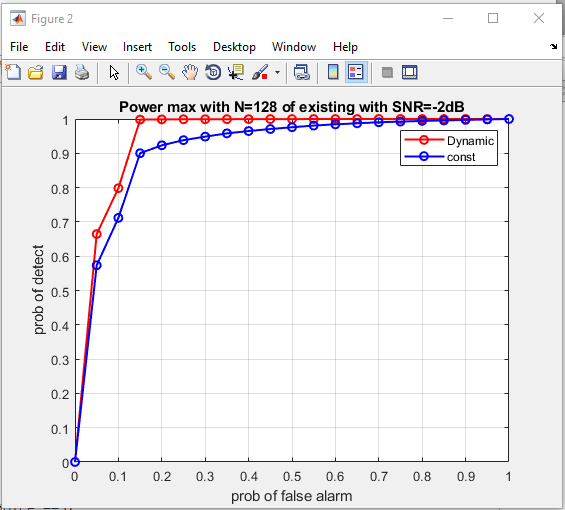 Figure 2
File Edit View Insert Tools Desktop Window Help
Power max with N=128 of existing with SNR=-2dB
Dynamic
const
1
0.9
0.8
0.7
0.6
0.5
0.4
0.3
0.2
0.1
0
prob of detect
0 0.1 0.2 0.3 0.4 0.5 0.6 0.7 0.8 0.9 1
prob of false alarm